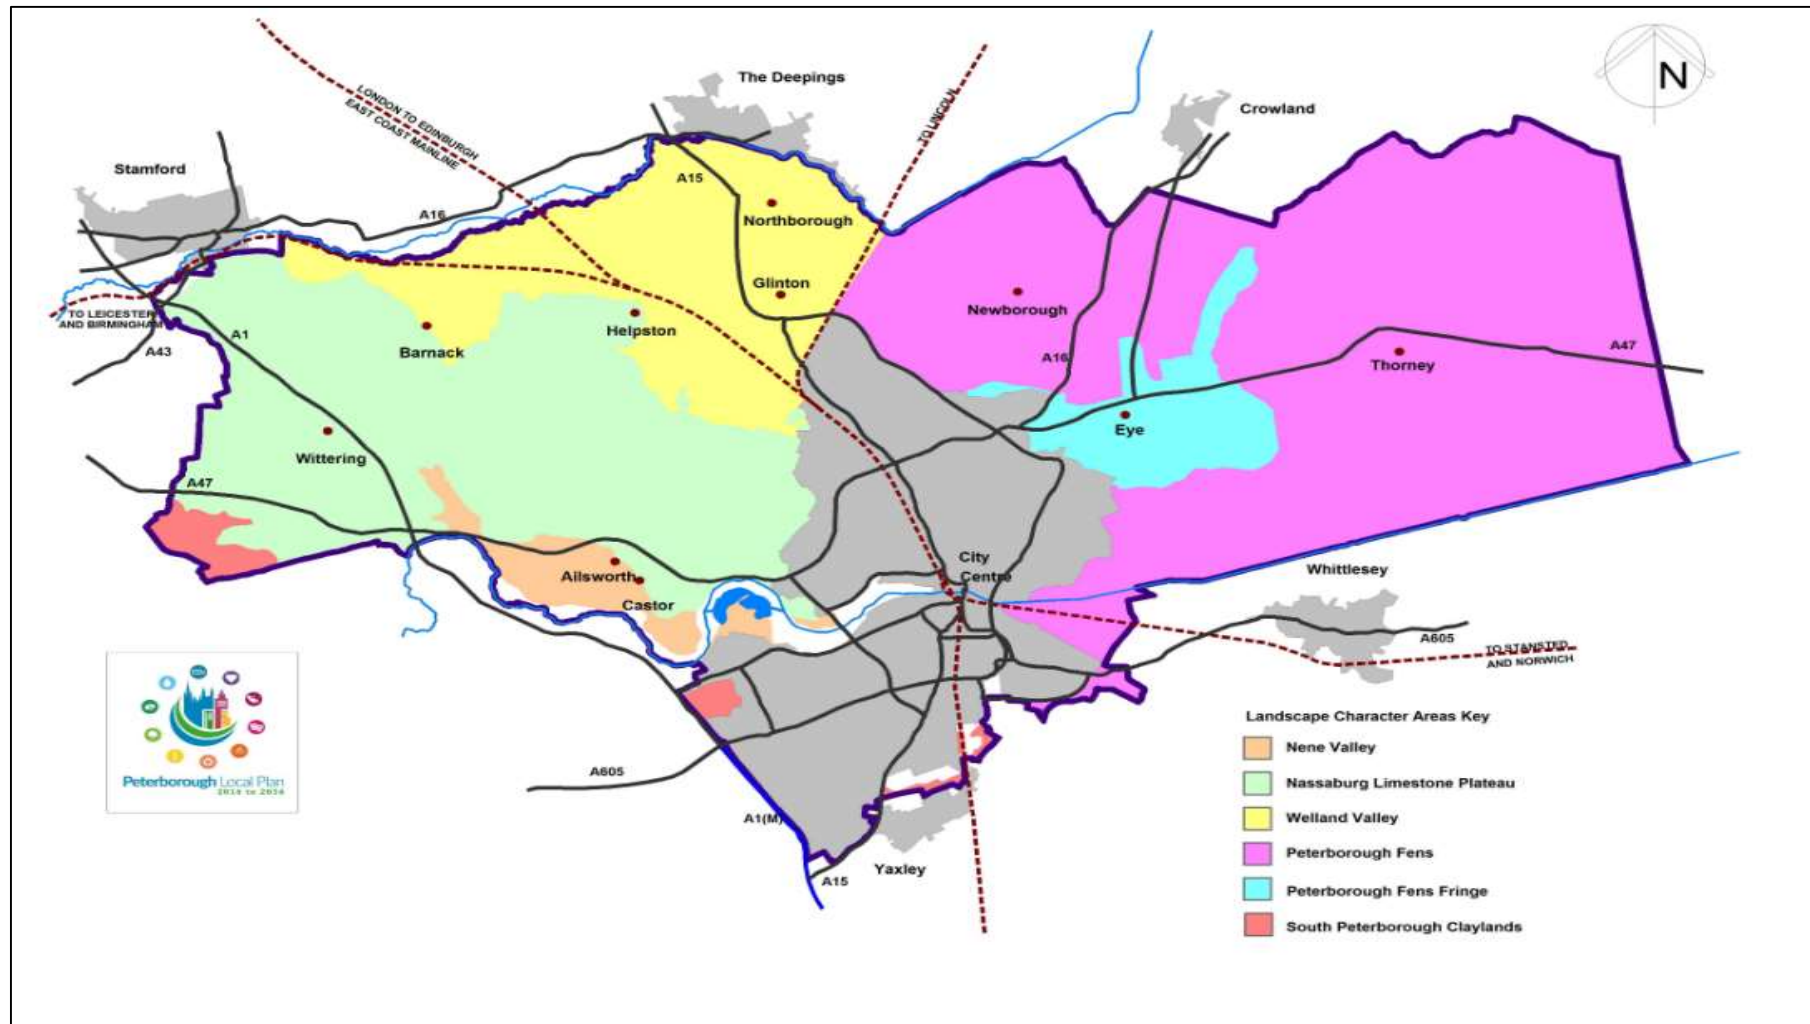 The Deepings
Crowland
N
LONDON TO EDINBURGH
EAST COAST MAINLINE
TO LINCOLN
Stamford
A15
A16
Northborough
Glinton
Newborough
TO LEICESTER
AND BIRMINGHAM
A1
A43
Barnack
Helpston
A16
A47
Thorney
Eye
Wittering
A47
City
Centre
Whittlesey
Ailsworth
Castor
A605
TO STANSTED
AND NORWICH
Peterborough Local Plan
2016 to 2036
A605
A1(M)
Yaxley
A15
Landscape Character Areas Key
Nene Valley
Nassaburg Limestone Plateau
Welland Valley
Peterborough Fens
Peterborough Fens Fringe
South Peterborough Claylands